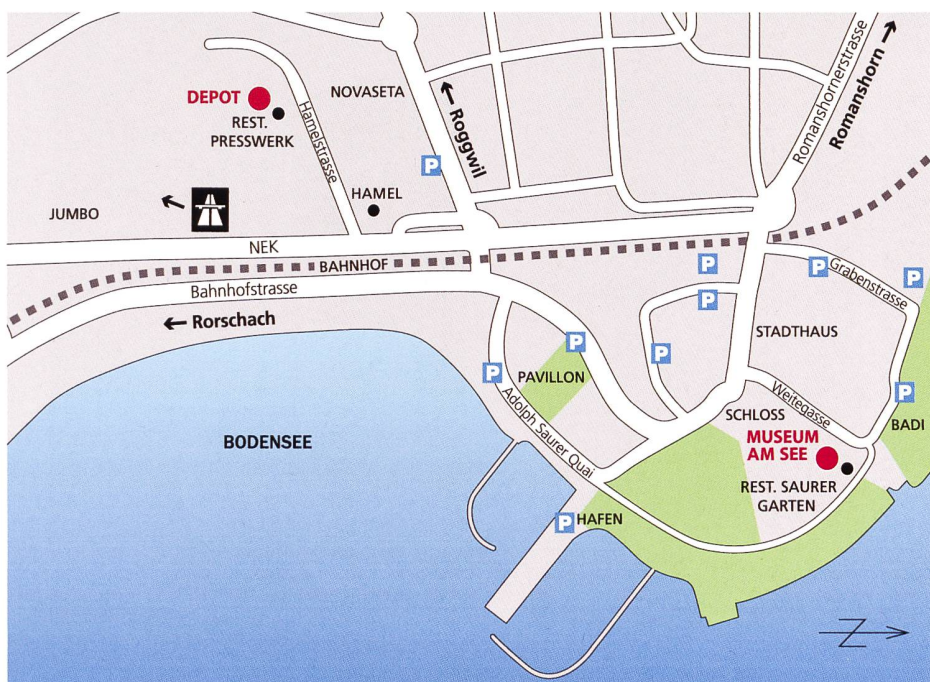 DEPOT
REST.
PRESSWERK
Hamelstrasse
NOVASETA
Roggwil
Romanshornerstrasse
Romanshorn
P
JUMBO
HAMEL
NEK
BAHNHOF
Bahnhofstrasse
Rorschach
P
P
P
P
Grabenstrasse
P
STADTHAUS
P
P
P
PAVILLON
Adolph Saurer Quai
Weitegasse
SCHLOSS
P
BADI
MUSEUM
AM SEE
REST. SAURER
GARTEN
BODENSEE
P
HAFEN
N